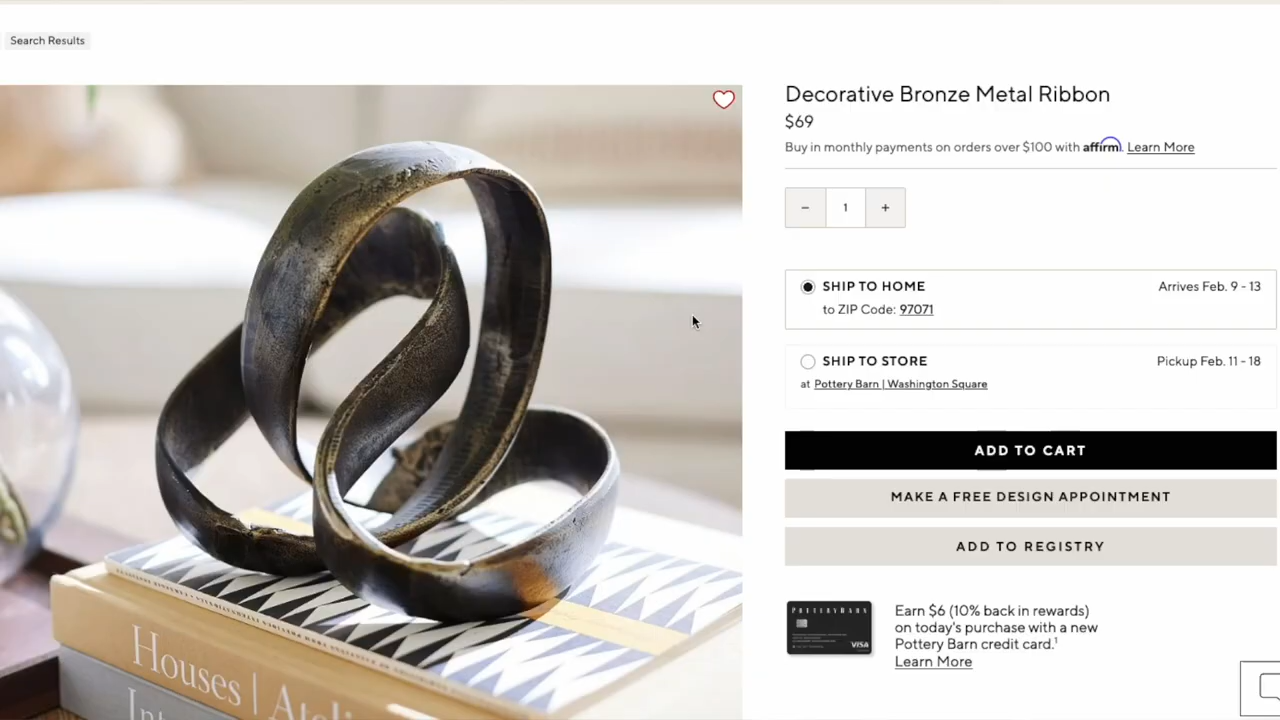 Search Results
Decorative Bronze Metal Ribbon
$69
Buy in monthly payments on orders over $100 with affirm. Learn More
− 1 +
SHIP TO HOME Arrives Feb. 9 - 13
to ZIP Code: 97071
SHIP TO STORE Pickup Feb. 11 - 18
at Pottery Barn | Washington Square
ADD TO CART
MAKE A FREE DESIGN APPOINTMENT
ADD TO REGISTRY
POTTERY BARN
VISA
Earn $6 (10% back in rewards)
on today's purchase with a new
Pottery Barn credit card.¹
Learn More
Houses |